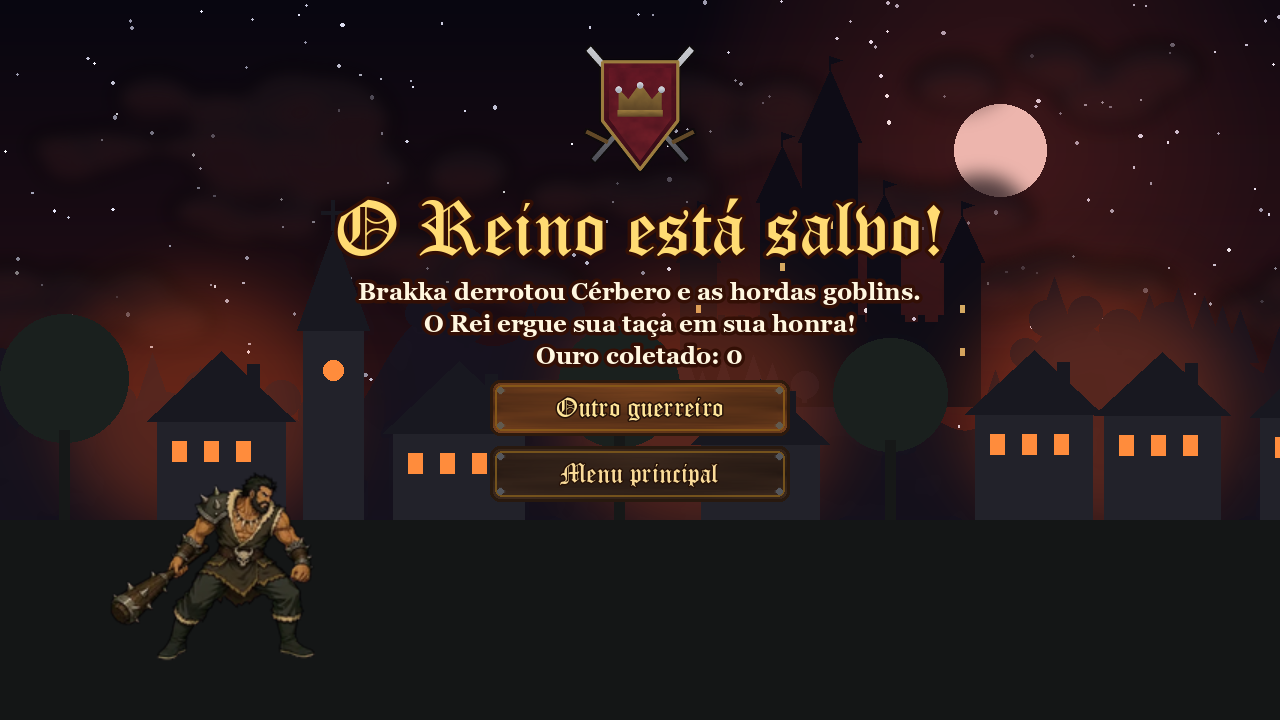 O Reino está salvo!
Brakka derrotou Cérbero e as hordas goblins.
O Rei ergue sua taça em sua honra!
Ouro coletado: 0
Outro guerreiro
Menu principal